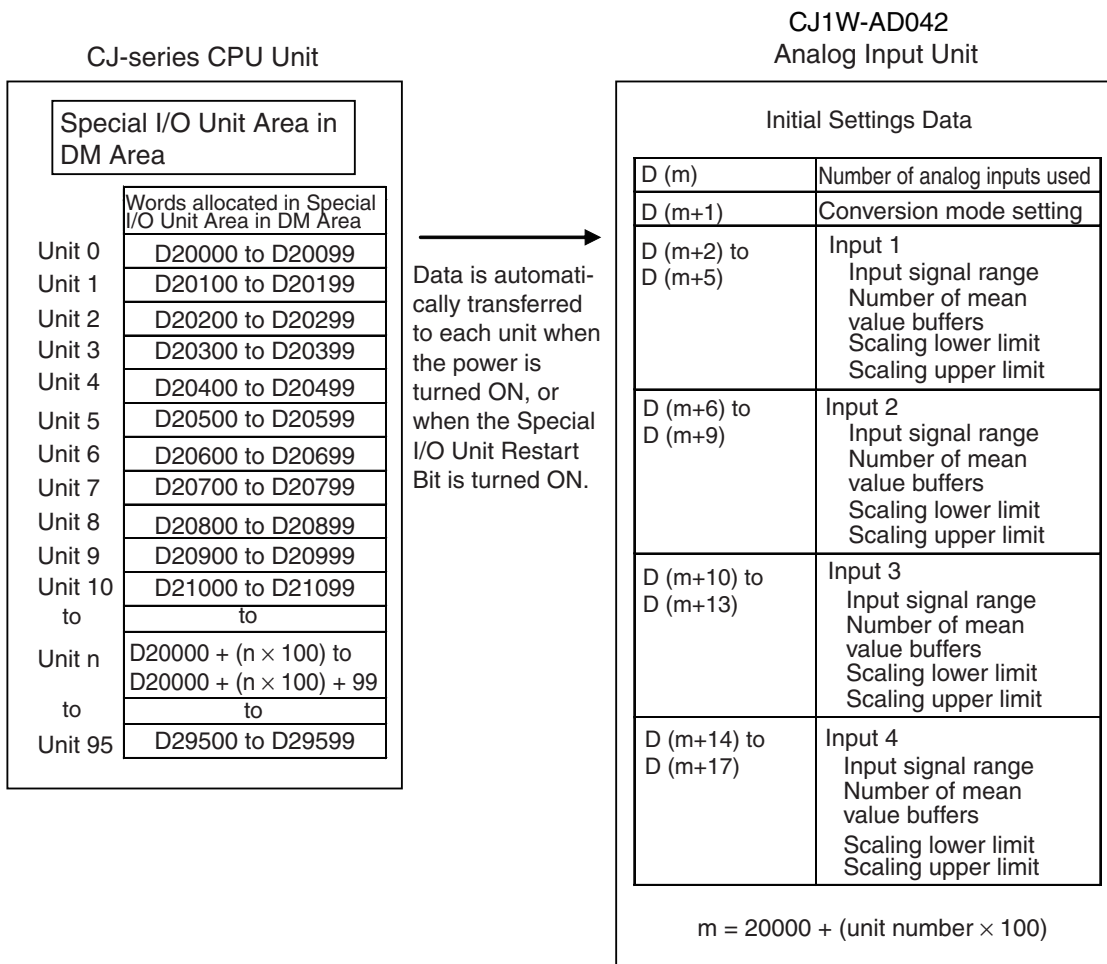 CJ-series CPU Unit
Special I/O Unit Area in
DM Area
Words allocated in Special
I/O Unit Area in DM Area
Unit 0 D20000 to D20099
Unit 1 D20100 to D20199
Unit 2 D20200 to D20299
Unit 3 D20300 to D20399
Unit 4 D20400 to D20499
Unit 5 D20500 to D20599
Unit 6 D20600 to D20699
Unit 7 D20700 to D20799
Unit 8 D20800 to D20899
Unit 9 D20900 to D20999
Unit 10 D21000 to D21099
to to
Unit n D20000 + (n × 100) to
D20000 + (n × 100) + 99
to to
Unit 95 D29500 to D29599
Data is automati-
cally transferred
to each unit when
the power is
turned ON, or
when the Special
I/O Unit Restart
Bit is turned ON.
CJ1W-AD042
Analog Input Unit
Initial Settings Data
D (m) Number of analog inputs used
D (m+1) Conversion mode setting
D (m+2) to
D (m+5)
Input 1
Input signal range
Number of mean
value buffers
Scaling lower limit
Scaling upper limit
D (m+6) to
D (m+9)
Input 2
Input signal range
Number of mean
value buffers
Scaling lower limit
Scaling upper limit
D (m+10) to
D (m+13)
Input 3
Input signal range
Number of mean
value buffers
Scaling lower limit
Scaling upper limit
D (m+14) to
D (m+17)
Input 4
Input signal range
Number of mean
value buffers
Scaling lower limit
Scaling upper limit
m = 20000 + (unit number × 100)